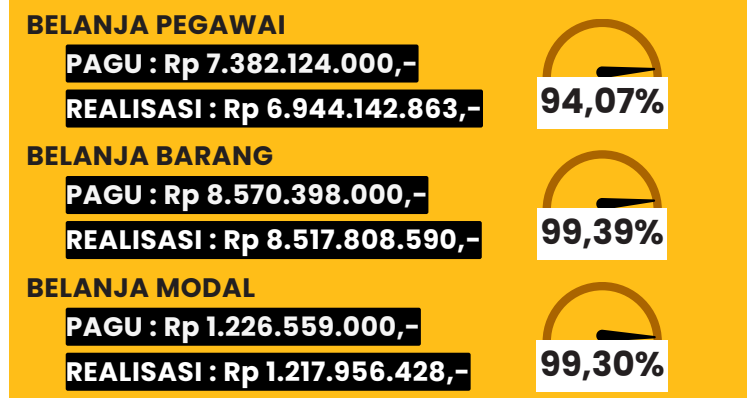 BELANJA PEGAWAI
PAGU : Rp 7.382.124.000,-
REALISASI : Rp 6.944.142.863,-
94,07%
BELANJA BARANG
PAGU : Rp 8.570.398.000,-
REALISASI : Rp 8.517.808.590,-
99,39%
BELANJA MODAL
PAGU : Rp 1.226.559.000,-
REALISASI : Rp 1.217.956.428,-
99,30%